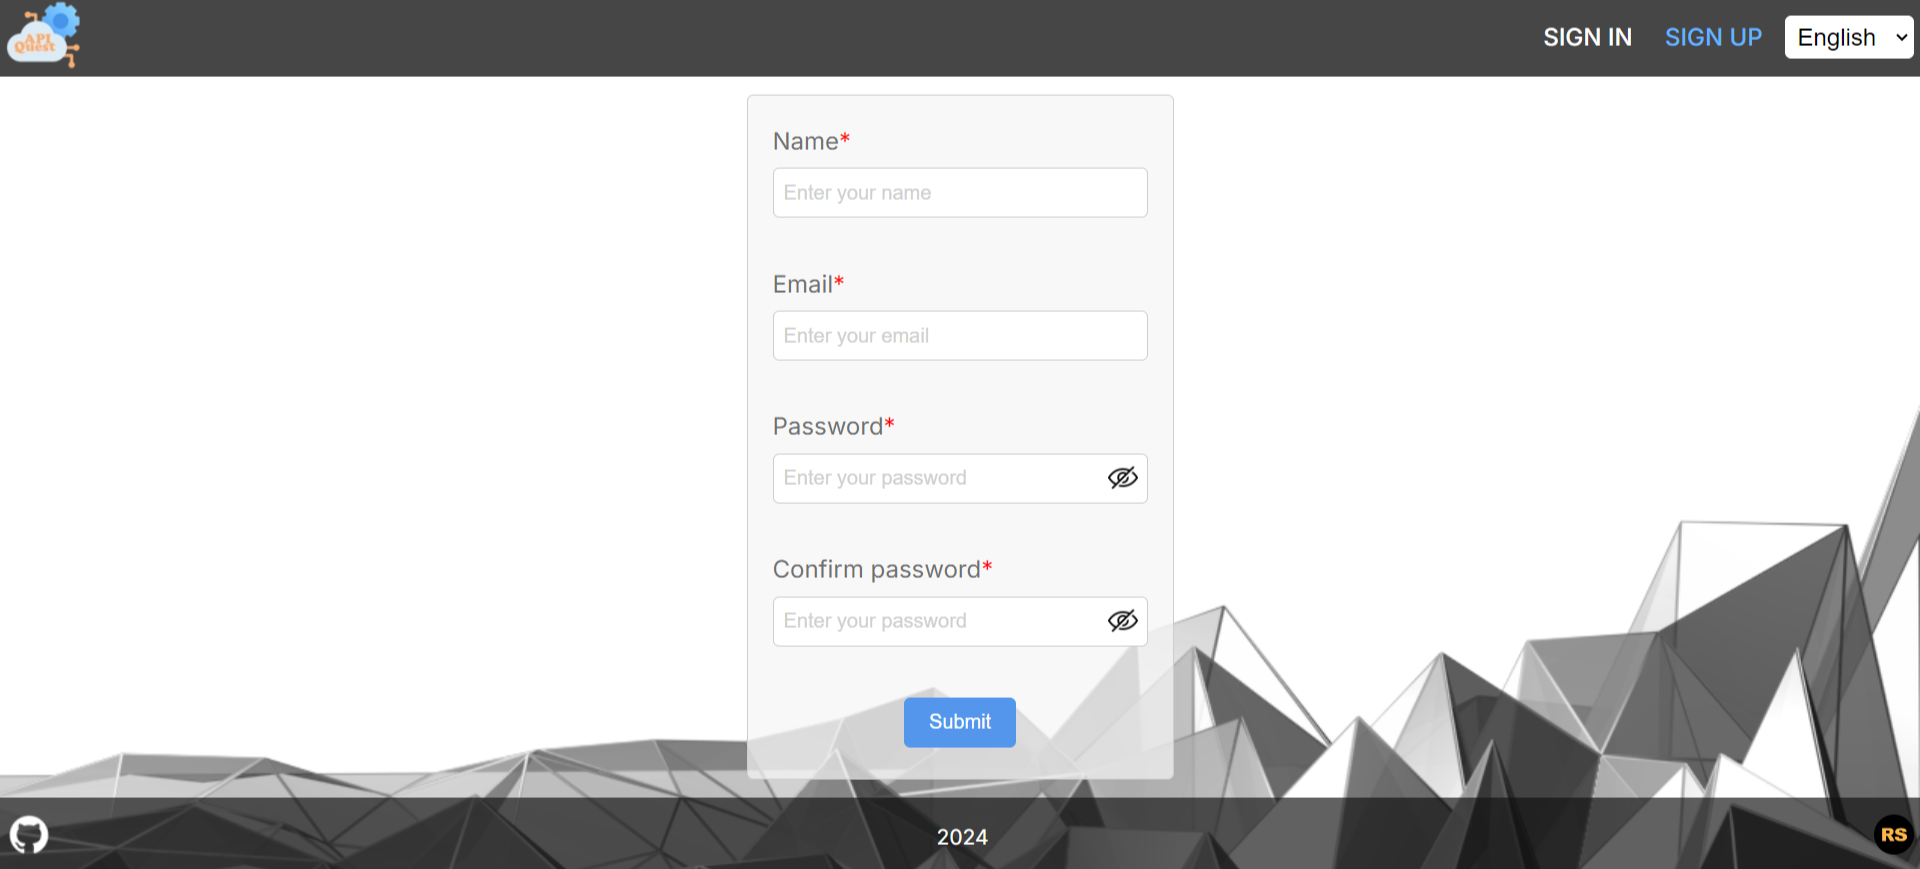 API
Quest
SIGN IN
SIGN UP
English
Name*
Enter your name
Email*
Enter your email
Password*
Enter your password
Confirm password*
Enter your password
Submit
2024
RS